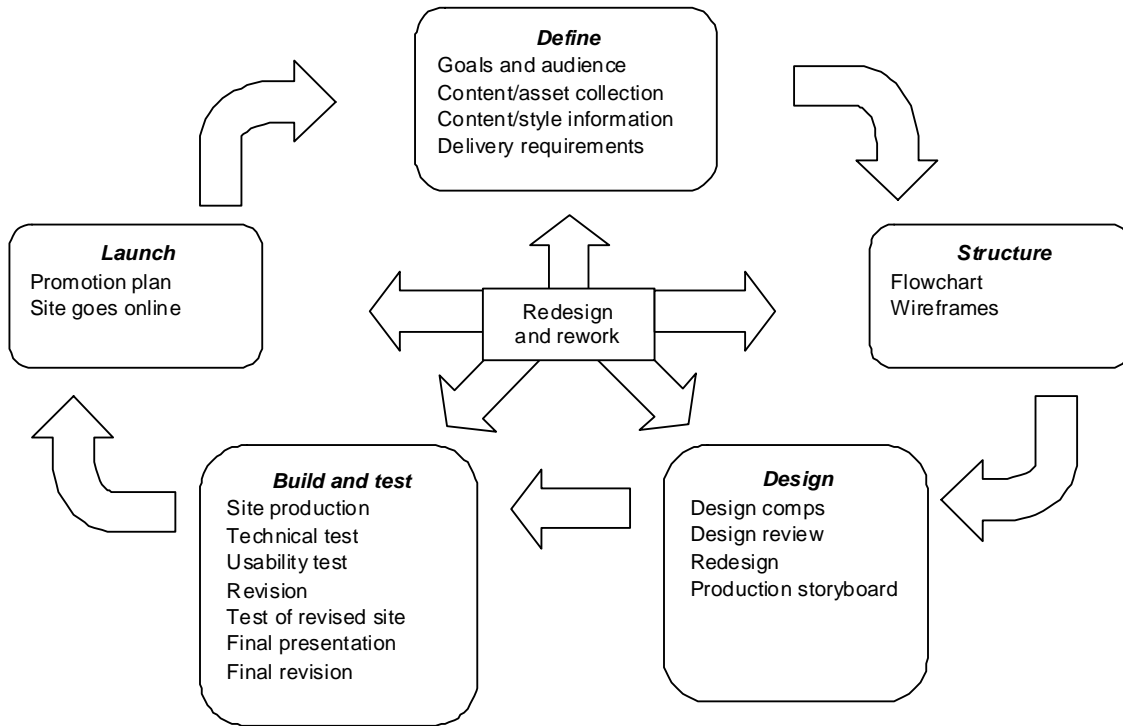 Define
Goals and audience
Content/asset collection
Content/style information
Delivery requirements
Structure
Flowchart
Wireframes
Design
Design comps
Design review
Redesign
Production storyboard
Build and test
Site production
Technical test
Usability test
Revision
Test of revised site
Final presentation
Final revision
Launch
Promotion plan
Site goes online
Redesign
and rework